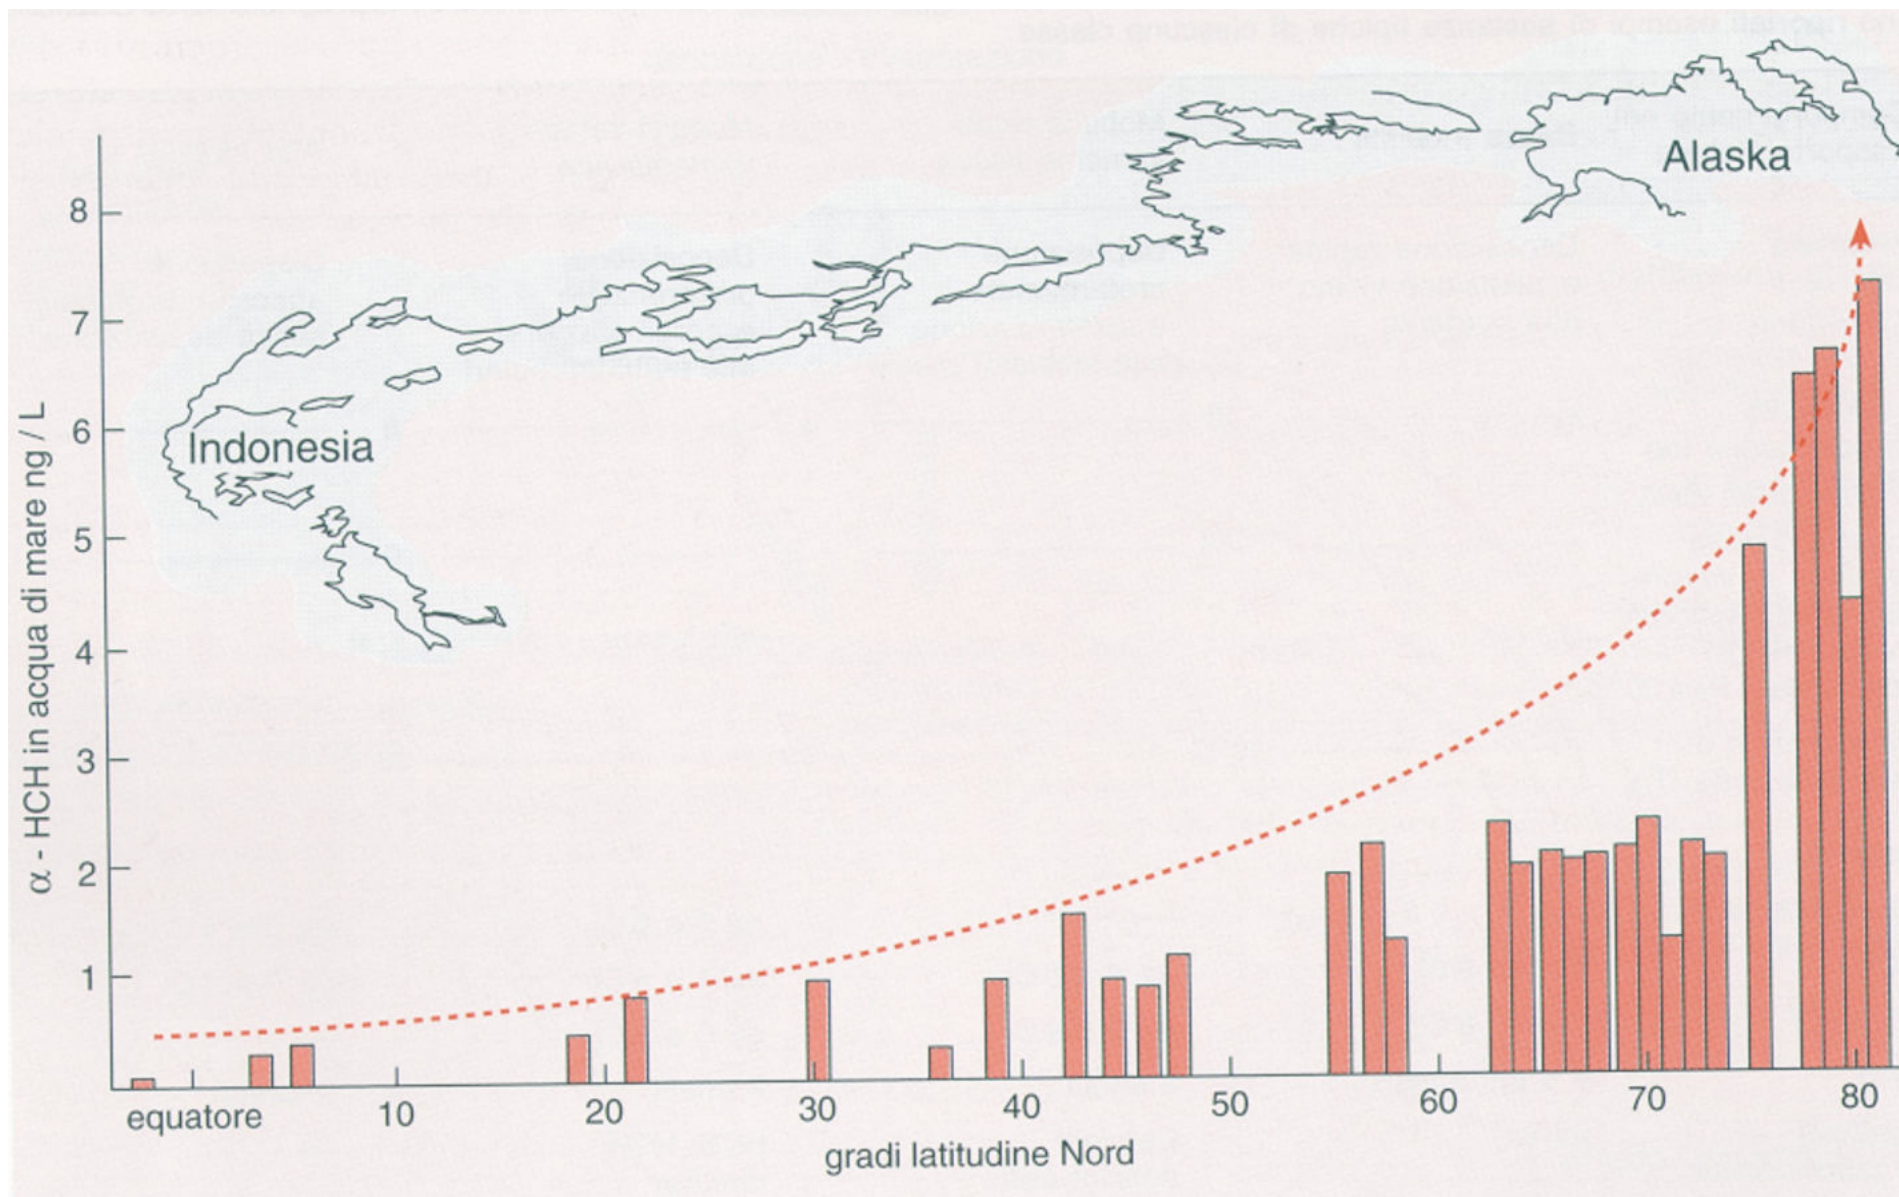 Alaska
Indonesia
α - HCH in acqua di mare ng / L
8
7
6
5
4
3
2
1
equatore 10 20 30 40 50 60 70 80
gradi latitudine Nord